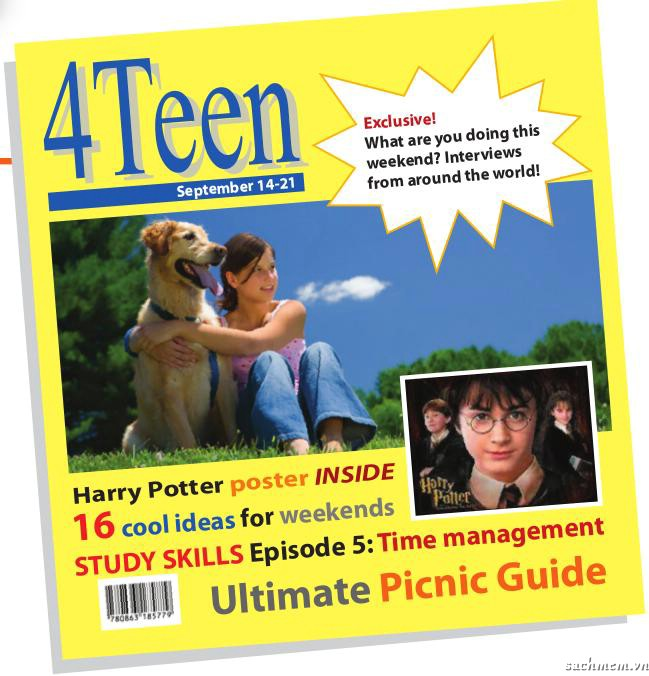 4Teen
September 14-21
Exclusive!
What are you doing this
weekend? Interviews
from around the world!
Harry
Potter
Harry Potter poster INSIDE
16 cool ideas for weekends
STUDY SKILLS Episode 5: Time management
Ultimate Picnic Guide
9780863185779
sachmem.vn